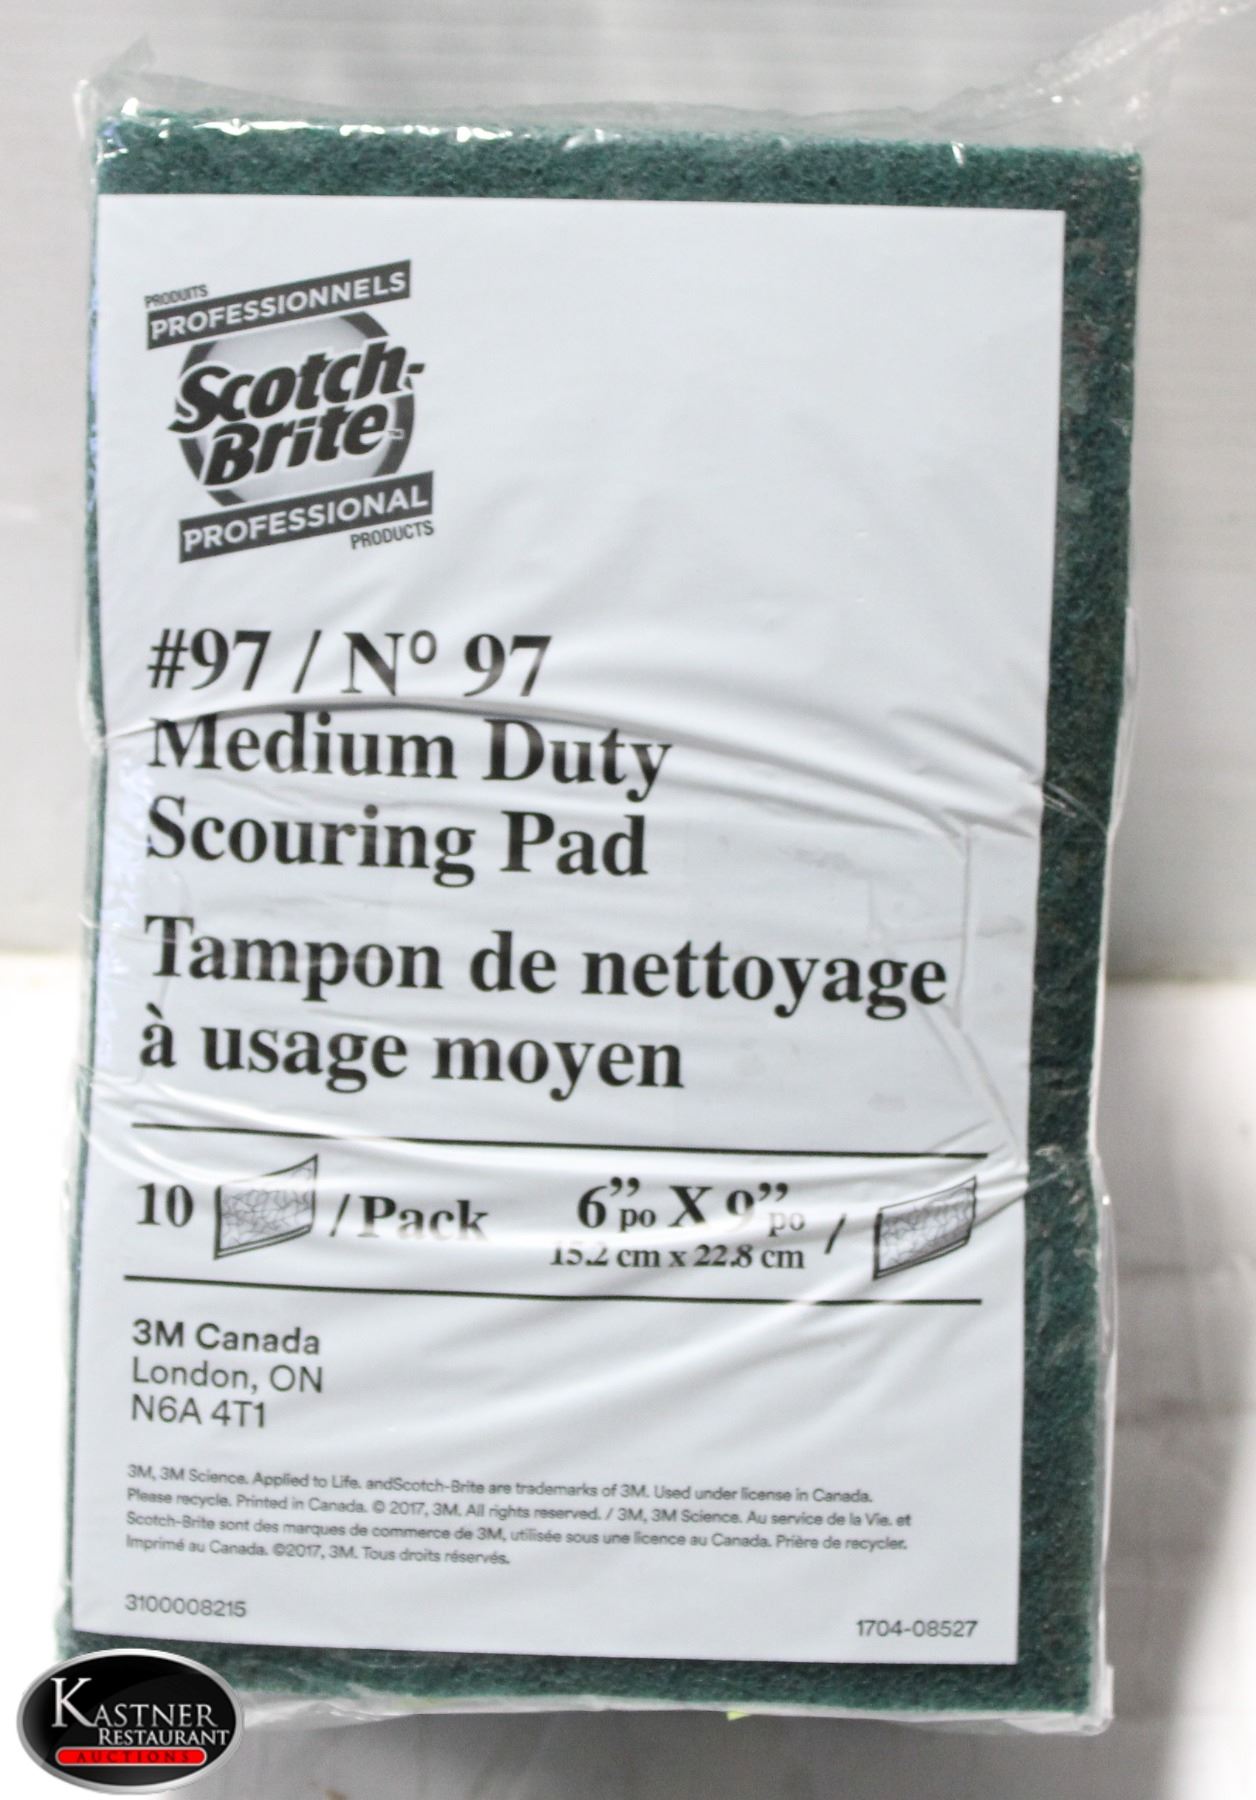 PRODUITS
PROFESSIONNELS
Scotch-
Brite™
PROFESSIONAL
PRODUCTS
#97 / Nº 97
Medium Duty
Scouring Pad
Tampon de nettoyage
à usage moyen
10 / Pack 6”po X 9”po /
15.2 cm x 22.8 cm
3M Canada
London, ON
N6A 4T1
3M, 3M Science. Applied to Life. andScotch-Brite are trademarks of 3M. Used under license in Canada.
Please recycle. Printed in Canada. © 2017, 3M. All rights reserved. / 3M, 3M Science. Au service de la Vie. et
Scotch-Brite sont des marques de commerce de 3M, utilisée sous une licence au Canada. Prière de recycler.
Imprimé au Canada. ©2017, 3M. Tous droits réservés.
3100008215
1704-08527
KASTNER
RESTAURANT
AUCTIONS